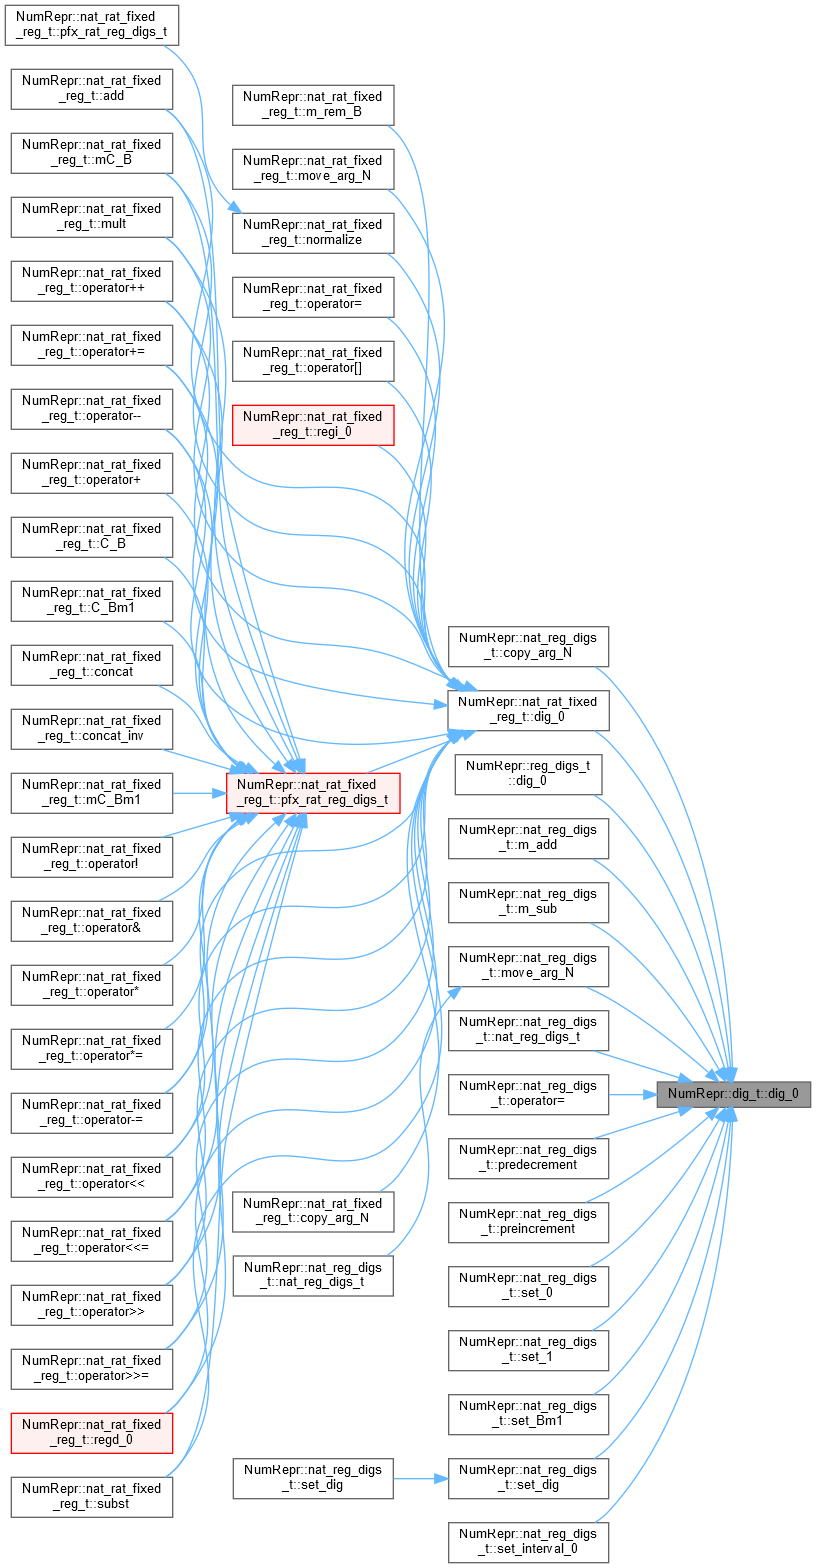 NumRepr::nat_rat_fixed
_reg_t::pfx_rat_reg_digs_t
NumRepr::nat_rat_fixed
_reg_t::add
NumRepr::nat_rat_fixed
_reg_t::mC_B
NumRepr::nat_rat_fixed
_reg_t::mult
NumRepr::nat_rat_fixed
_reg_t::operator++
NumRepr::nat_rat_fixed
_reg_t::operator+=
NumRepr::nat_rat_fixed
_reg_t::operator--
NumRepr::nat_rat_fixed
_reg_t::operator+
NumRepr::nat_rat_fixed
_reg_t::C_B
NumRepr::nat_rat_fixed
_reg_t::C_Bm1
NumRepr::nat_rat_fixed
_reg_t::concat
NumRepr::nat_rat_fixed
_reg_t::concat_inv
NumRepr::nat_rat_fixed
_reg_t::mC_Bm1
NumRepr::nat_rat_fixed
_reg_t::operator!
NumRepr::nat_rat_fixed
_reg_t::operator&
NumRepr::nat_rat_fixed
_reg_t::operator*
NumRepr::nat_rat_fixed
_reg_t::operator*=
NumRepr::nat_rat_fixed
_reg_t::operator-=
NumRepr::nat_rat_fixed
_reg_t::operator<<
NumRepr::nat_rat_fixed
_reg_t::operator<<=
NumRepr::nat_rat_fixed
_reg_t::operator>>
NumRepr::nat_rat_fixed
_reg_t::operator>>=
NumRepr::nat_rat_fixed
_reg_t::regd_0
NumRepr::nat_rat_fixed
_reg_t::subst
NumRepr::nat_rat_fixed
_reg_t::m_rem_B
NumRepr::nat_rat_fixed
_reg_t::move_arg_N
NumRepr::nat_rat_fixed
_reg_t::normalize
NumRepr::nat_rat_fixed
_reg_t::operator=
NumRepr::nat_rat_fixed
_reg_t::operator[]
NumRepr::nat_rat_fixed
_reg_t::regi_0
NumRepr::nat_rat_fixed
_reg_t::pfx_rat_reg_digs_t
NumRepr::nat_rat_fixed
_reg_t::copy_arg_N
NumRepr::nat_reg_digs
_t::nat_reg_digs_t
NumRepr::nat_reg_digs
_t::set_dig
NumRepr::nat_reg_digs
_t::copy_arg_N
NumRepr::nat_rat_fixed
_reg_t::dig_0
NumRepr::reg_digs_t
::dig_0
NumRepr::nat_reg_digs
_t::m_add
NumRepr::nat_reg_digs
_t::m_sub
NumRepr::nat_reg_digs
_t::move_arg_N
NumRepr::nat_reg_digs
_t::nat_reg_digs_t
NumRepr::nat_reg_digs
_t::operator=
NumRepr::nat_reg_digs
_t::predecrement
NumRepr::nat_reg_digs
_t::preincrement
NumRepr::nat_reg_digs
_t::set_0
NumRepr::nat_reg_digs
_t::set_1
NumRepr::nat_reg_digs
_t::set_Bm1
NumRepr::nat_reg_digs
_t::set_dig
NumRepr::nat_reg_digs
_t::set_interval_0
NumRepr::dig_t::dig_0